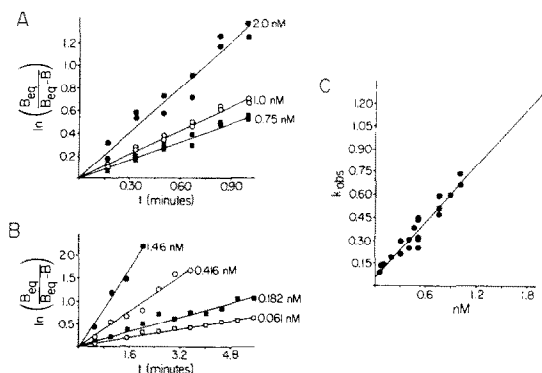 A
ln (Beq / Beq-B)
1.2
1.0
0.8
0.6
0.4
0.2
2.0 nM
1.0 nM
0.75 nM
0.30
0.60
0.90
t (minutes)
B
ln (Beq / Beq-B)
2.0
1.5
1.0
0.5
1.46 nM
0.416 nM
0.182 nM
0.061 nM
1.6
3.2
4.8
t (minutes)
C
kobs
1.20
1.05
0.90
0.75
0.60
0.45
0.30
0.15
0.6
1.2
1.8
nM